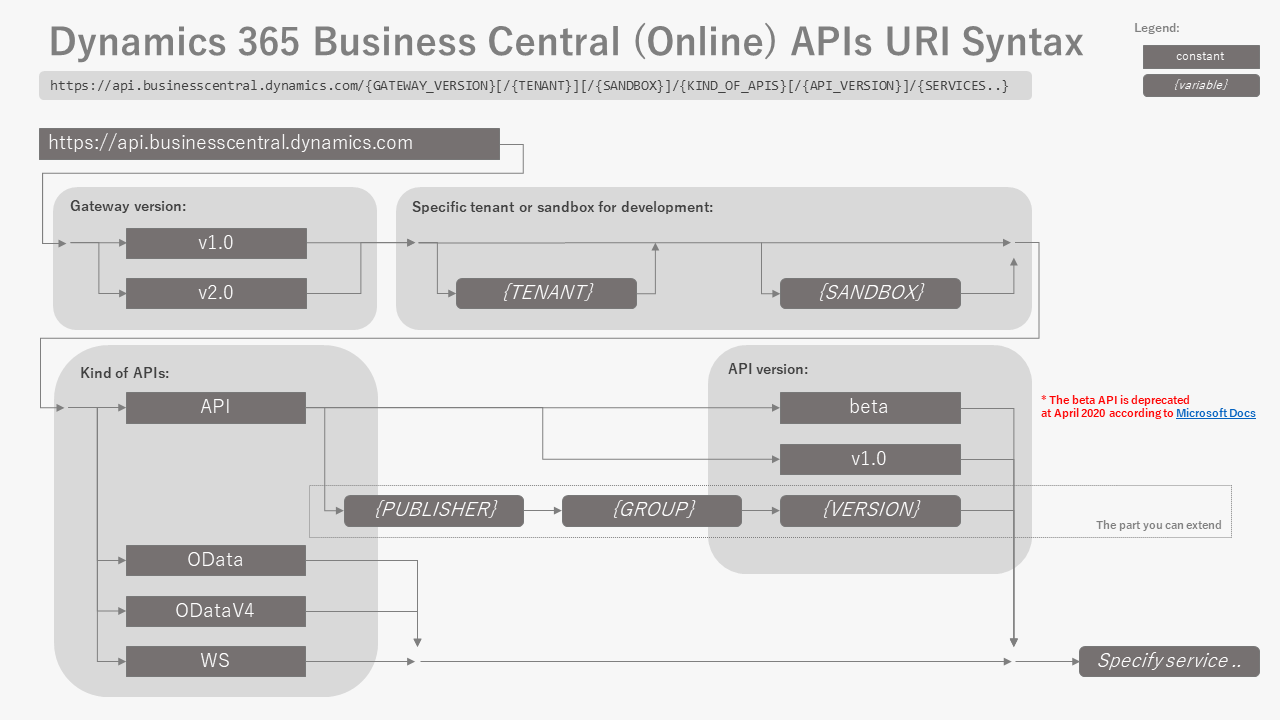 Dynamics 365 Business Central (Online) APIs URI Syntax
Legend:
constant
{variable}
https://api.businesscentral.dynamics.com/{GATEWAY_VERSION}[/{TENANT}][/{SANDBOX}]/{KIND_OF_APIS}[/{API_VERSION}]/{SERVICES..}
https://api.businesscentral.dynamics.com
Gateway version:
v1.0
v2.0
Specific tenant or sandbox for development:
{TENANT}
{SANDBOX}
Kind of APIs:
API
API version:
beta
* The beta API is deprecated
at April 2020 according to Microsoft Docs
v1.0
{PUBLISHER}
{GROUP}
{VERSION}
The part you can extend
OData
ODataV4
WS
Specify service ..